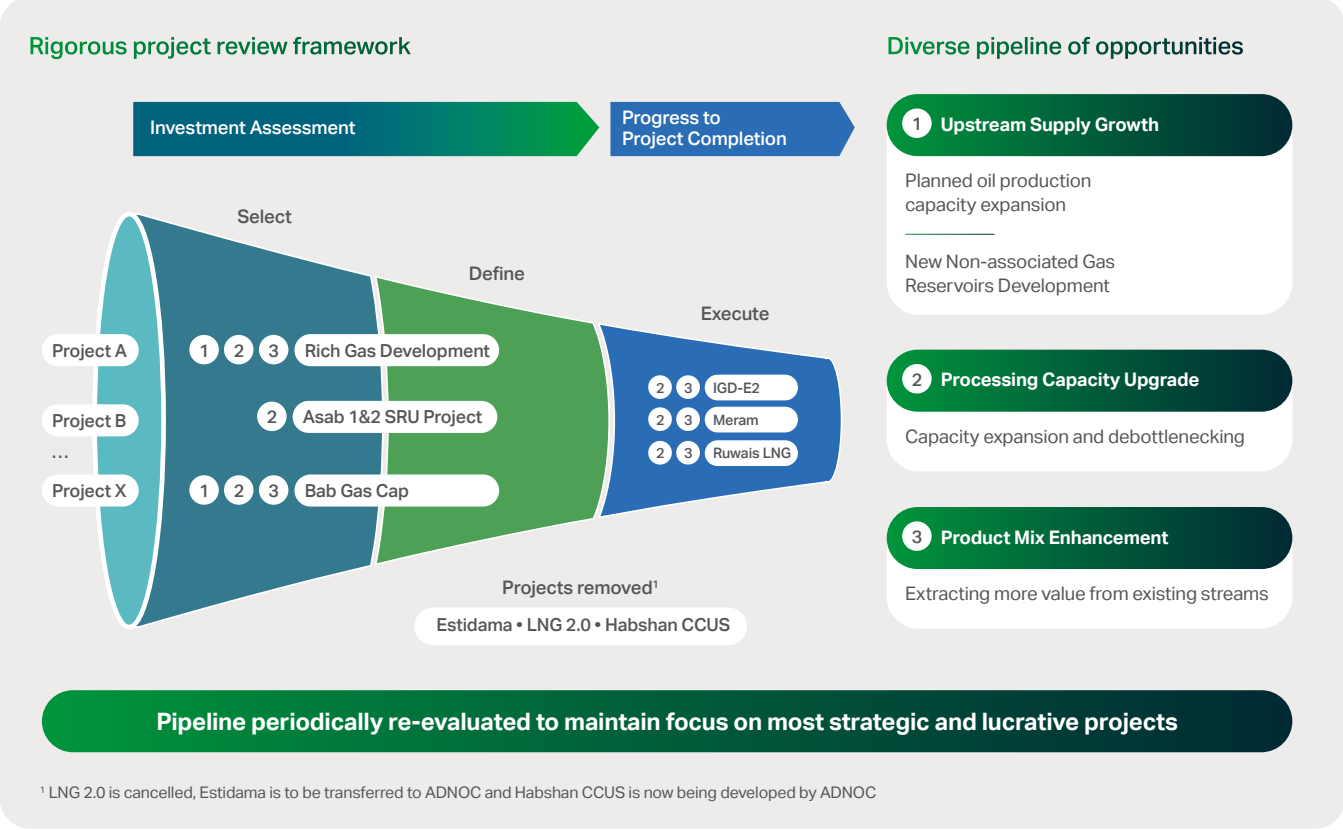 Rigorous project review framework
Investment Assessment
Progress to
Project Completion
Select
Define
Execute
Project A
Project B
...
Project X
1 2 3 Rich Gas Development
2 Asab 1&2 SRU Project
1 2 3 Bab Gas Cap
2 3 IGD-E2
2 3 Meram
2 3 Ruwais LNG
Projects removed¹
Estidama • LNG 2.0 • Habshan CCUS
Diverse pipeline of opportunities
1 Upstream Supply Growth
Planned oil production
capacity expansion
New Non-associated Gas
Reservoirs Development
2 Processing Capacity Upgrade
Capacity expansion and debottlenecking
3 Product Mix Enhancement
Extracting more value from existing streams
Pipeline periodically re-evaluated to maintain focus on most strategic and lucrative projects
¹ LNG 2.0 is cancelled, Estidama is to be transferred to ADNOC and Habshan CCUS is now being developed by ADNOC